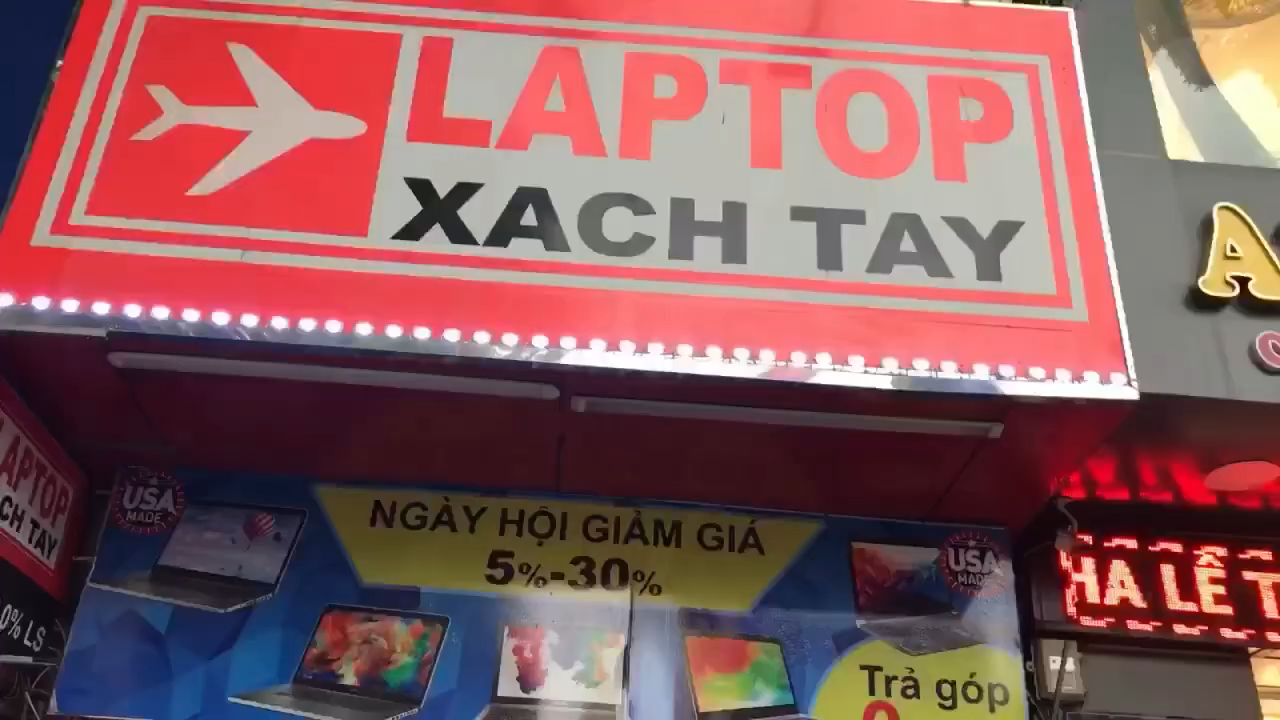 LAPTOP
XACH TAY
LAPTOP
CH TAY
0% LS
USA
MADE
NGÀY HỘI GIẢM GIÁ
5%-30%
USA
MADE
Trả góp
HA LÊ T